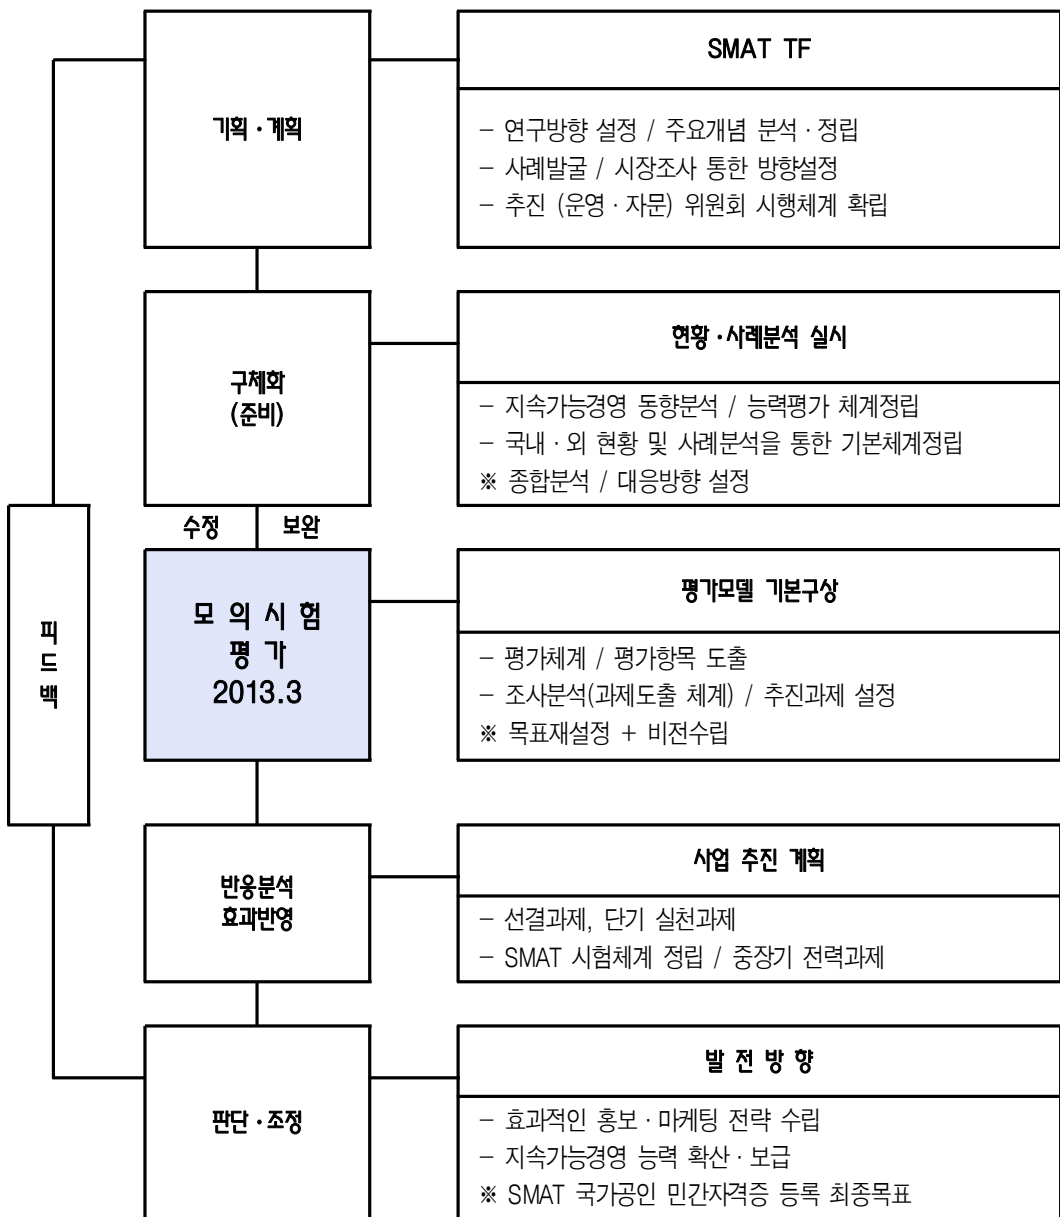 기획·계획
SMAT TF
- 연구방향 설정 / 주요개념 분석·정립
- 사례발굴 / 시장조사 통한 방향설정
- 추진 (운영·자문) 위원회 시행체계 확립
구체화
(준비)
현황·사례분석 실시
- 지속가능경영 동향분석 / 능력평가 체계정립
- 국내·외 현황 및 사례분석을 통한 기본체계정립
※ 종합분석 / 대응방향 설정
수정 보완
피
드
백
모 의 시 험
평 가
2013.3
평가모델 기본구상
- 평가체계 / 평가항목 도출
- 조사분석(과제도출 체계) / 추진과제 설정
※ 목표재설정 + 비전수립
반응분석
효과반영
사업 추진 계획
- 선결과제, 단기 실천과제
- SMAT 시험체계 정립 / 중장기 전력과제
판단·조정
발 전 방 향
- 효과적인 홍보·마케팅 전략 수립
- 지속가능경영 능력 확산·보급
※ SMAT 국가공인 민간자격증 등록 최종목표